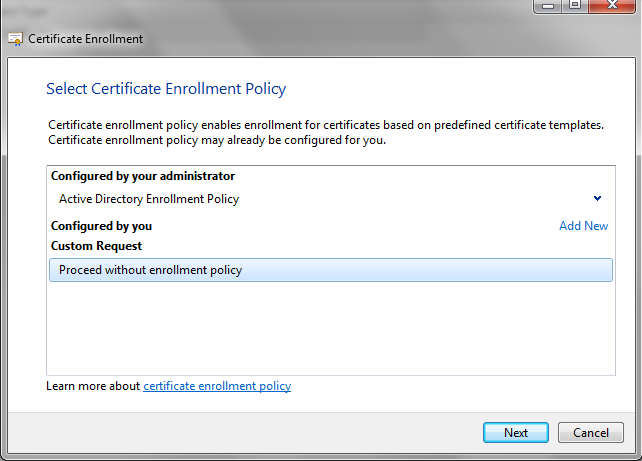 Certificate Enrollment
Select Certificate Enrollment Policy
Certificate enrollment policy enables enrollment for certificates based on predefined certificate templates.
Certificate enrollment policy may already be configured for you.
Configured by your administrator
Active Directory Enrollment Policy
Configured by you Add New
Custom Request
Proceed without enrollment policy
Learn more about certificate enrollment policy
Next Cancel